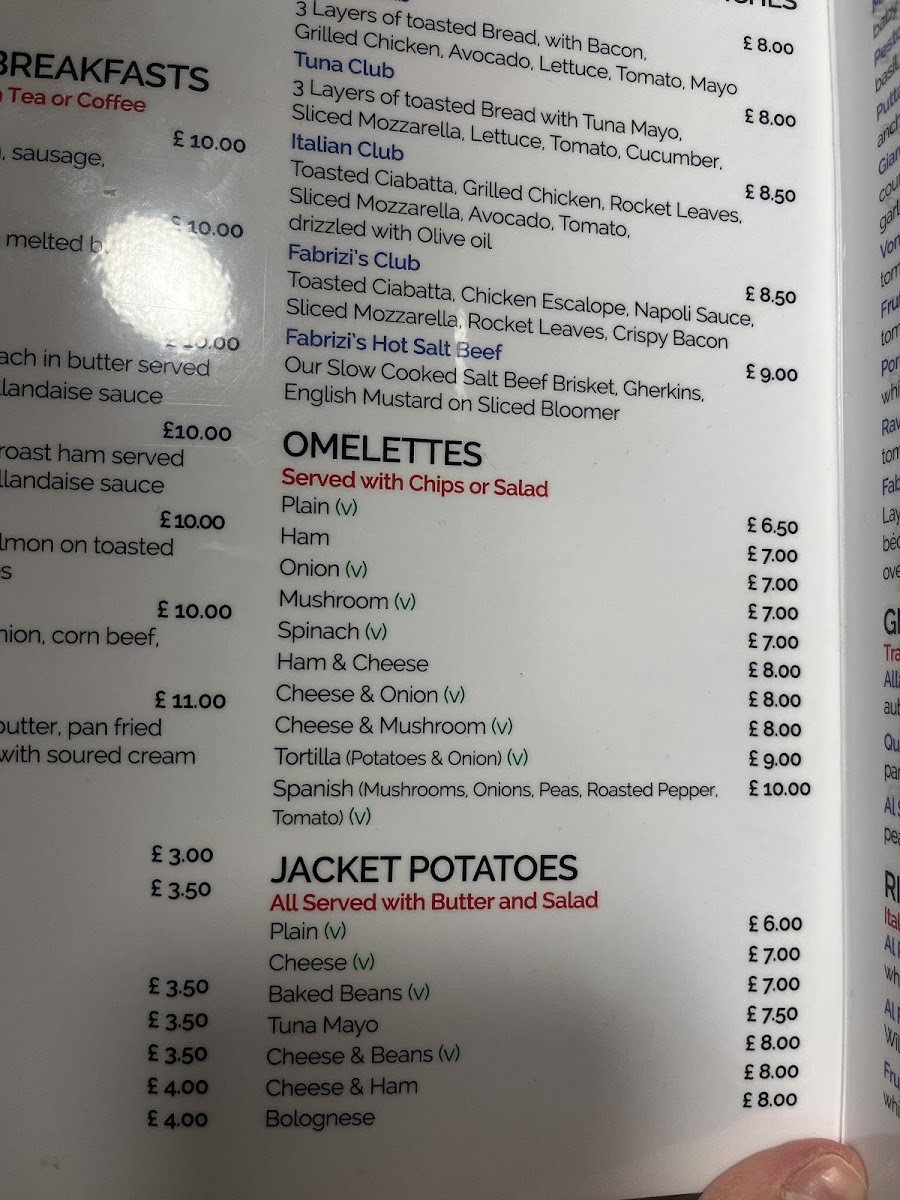 BREAKFASTS
Tea or Coffee
£ 10.00
sausage,
£ 10.00
melted
ach in butter served
llandaise sauce
£10.00
roast ham served
llandaise sauce
£10.00
lmon on toasted
s
£ 10.00
nion, corn beef,
£ 11.00
butter, pan fried
with soured cream
£ 3.00
£ 3.50
£ 3.50
£ 3.50
£ 3.50
£ 4.00
£ 4.00
3 Layers of toasted Bread, with Bacon, £ 8.00
Grilled Chicken, Avocado, Lettuce, Tomato, Mayo
Tuna Club
3 Layers of toasted Bread with Tuna Mayo, £ 8.00
Sliced Mozzarella, Lettuce, Tomato, Cucumber,
Italian Club
Toasted Ciabatta, Grilled Chicken, Rocket Leaves, £ 8.50
Sliced Mozzarella, Avocado, Tomato,
drizzled with Olive oil
Fabrizi's Club
Toasted Ciabatta, Chicken Escalope, Napoli Sauce, £ 8.50
Sliced Mozzarella, Rocket Leaves, Crispy Bacon
Fabrizi's Hot Salt Beef
Our Slow Cooked Salt Beef Brisket, Gherkins, £ 9.00
English Mustard on Sliced Bloomer
OMELETTES
Served with Chips or Salad
Plain (v) £ 6.50
Ham £ 7.00
Onion (v) £ 7.00
Mushroom (v) £ 7.00
Spinach (v) £ 7.00
Ham & Cheese £ 8.00
Cheese & Onion (v) £ 8.00
Cheese & Mushroom (v) £ 8.00
Tortilla (Potatoes & Onion) (v) £ 9.00
Spanish (Mushrooms, Onions, Peas, Roasted Pepper, £ 10.00
Tomato) (v)
JACKET POTATOES
All Served with Butter and Salad
Plain (v) £ 6.00
Cheese (v) £ 7.00
Baked Beans (v) £ 7.00
Tuna Mayo £ 7.50
Cheese & Beans (v) £ 8.00
Cheese & Ham £ 8.00
Bolognese £ 8.00